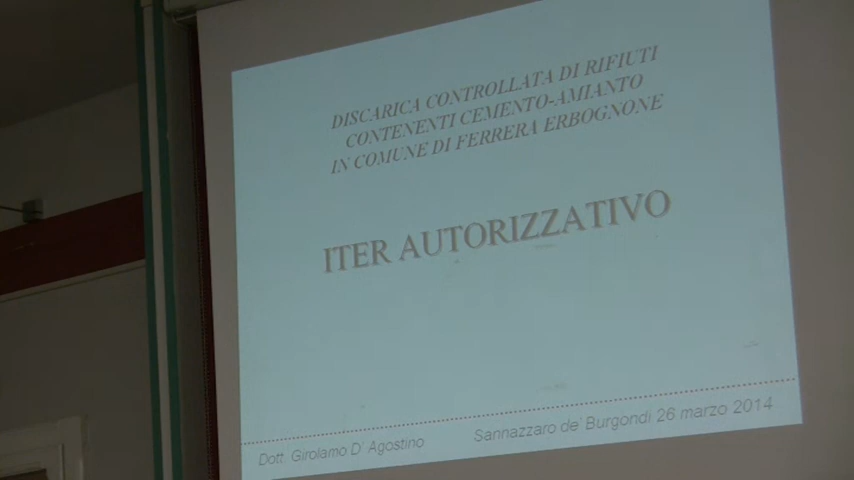 DISCARICA CONTROLLATA DI RIFIUTI
CONTENENTI CEMENTO-AMIANTO
IN COMUNE DI FERRERA ERBOGNONE
ITER AUTORIZZATIVO
Dott. Girolamo D' Agostino
Sannazzaro de' Burgondi 26 marzo 2014